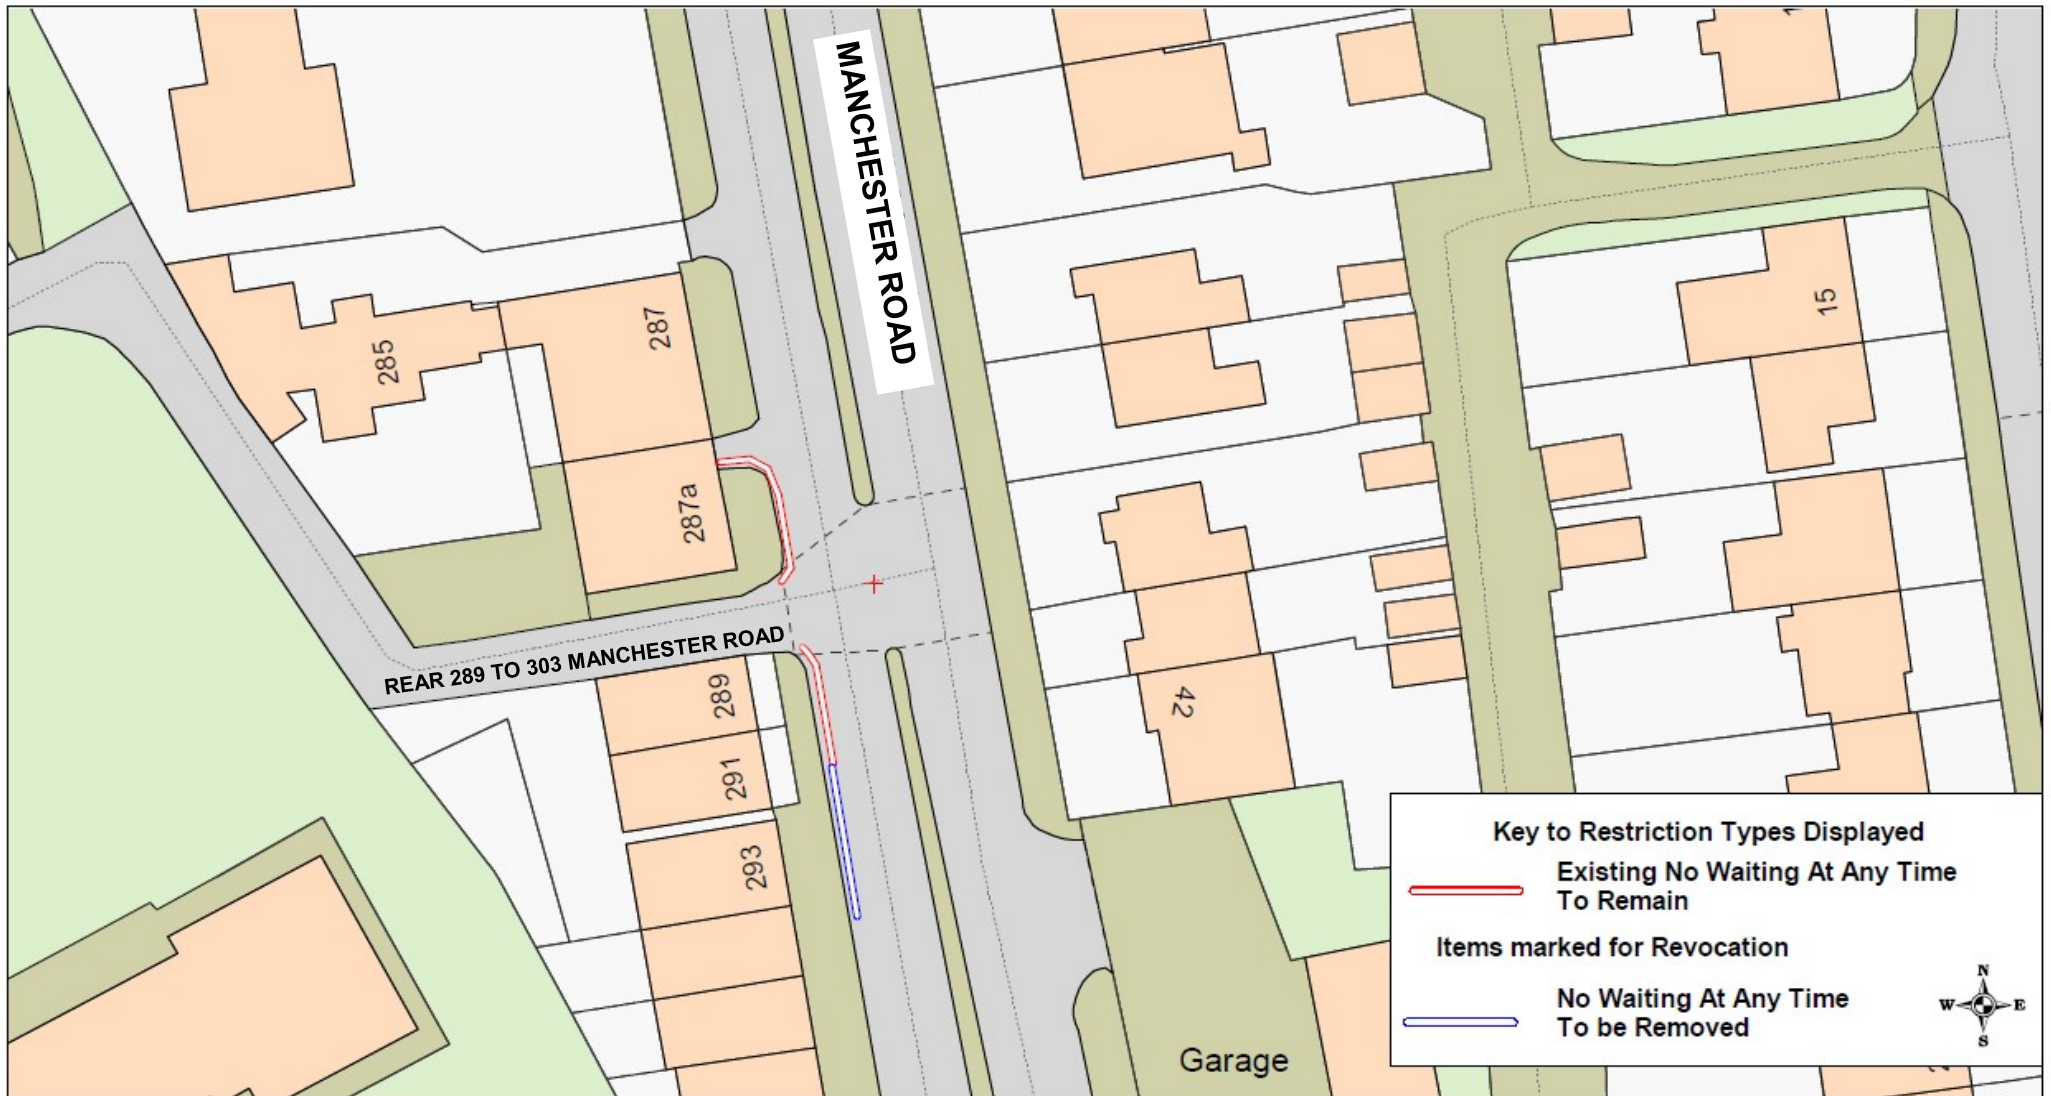 MANCHESTER ROAD
287
285
15
287a
REAR 289 TO 303 MANCHESTER ROAD
289
42
291
293
Key to Restriction Types Displayed
Existing No Waiting At Any Time
To Remain
Items marked for Revocation
No Waiting At Any Time
To be Removed
N
W E
S
Garage